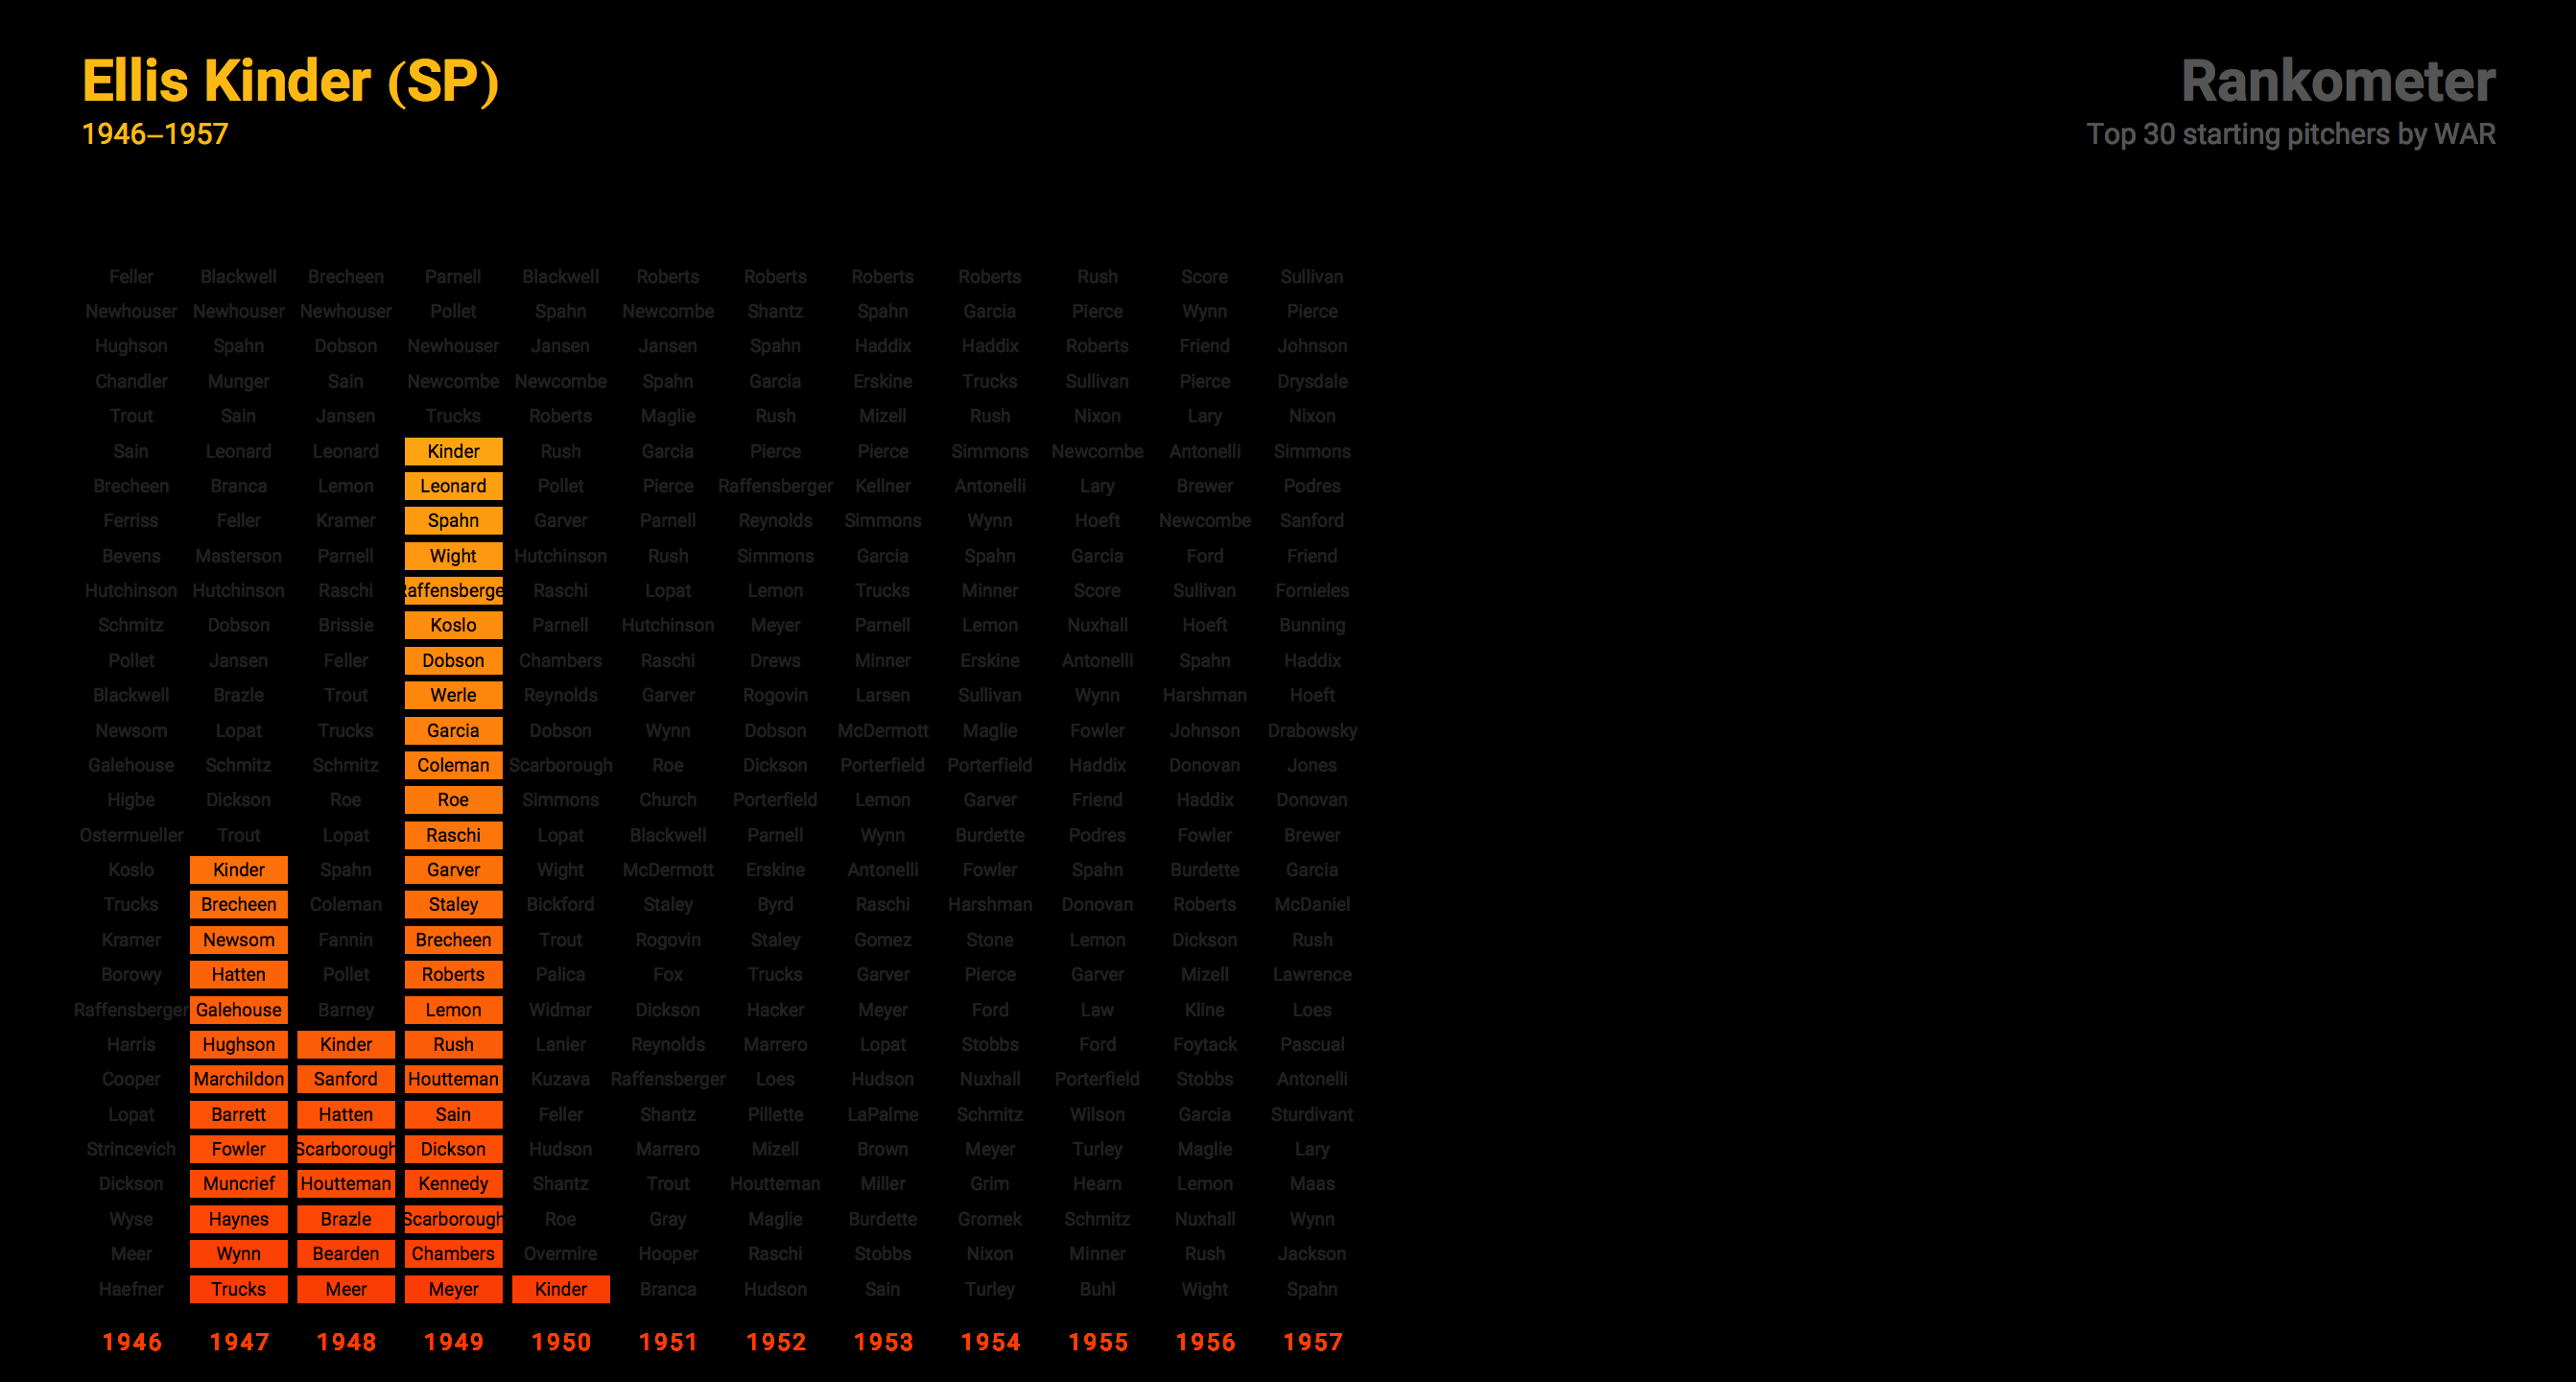 Ellis Kinder (SP)
1946–1957
Rankometer
Top 30 starting pitchers by WAR
Feller Blackwell Brecheen Parnell Blackwell Roberts Roberts Roberts Roberts Rush Score Sullivan
Newhouser Newhouser Newhouser Pollet Spahn Newcombe Shantz Spahn Garcia Pierce Wynn Pierce
Hughson Spahn Dobson Newhouser Jansen Jansen Spahn Haddix Haddix Roberts Friend Johnson
Chandler Munger Sain Newcombe Newcombe Spahn Garcia Erskine Trucks Sullivan Pierce Drysdale
Trout Sain Jansen Trucks Roberts Maglie Rush Mizell Rush Nixon Lary Nixon
Sain Leonard Leonard Kinder Rush Garcia Pierce Pierce Simmons Newcombe Antonelli Simmons
Brecheen Branca Lemon Leonard Pollet Pierce Raffensberger Kellner Antonelli Lary Brewer Podres
Ferriss Feller Kramer Spahn Garver Parnell Reynolds Simmons Wynn Hoeft Newcombe Sanford
Bevens Masterson Parnell Wight Hutchinson Rush Simmons Garcia Spahn Garcia Ford Friend
Hutchinson Hutchinson Raschi Raffensberger Raschi Lopat Lemon Trucks Minner Score Sullivan Fornieles
Schmitz Dobson Brissie Koslo Parnell Hutchinson Meyer Parnell Lemon Nuxhall Hoeft Bunning
Pollet Jansen Feller Dobson Chambers Raschi Drews Minner Erskine Antonelli Spahn Haddix
Blackwell Brazle Trout Werle Reynolds Garver Rogovin Larsen Sullivan Wynn Harshman Hoeft
Newsom Lopat Trucks Garcia Dobson Wynn Dobson McDermott Maglie Fowler Johnson Drabowsky
Galehouse Schmitz Schmitz Coleman Scarborough Roe Dickson Porterfield Porterfield Haddix Donovan Jones
Higbe Dickson Roe Roe Simmons Church Porterfield Lemon Garver Friend Haddix Donovan
Ostermueller Trout Lopat Raschi Lopat Blackwell Parnell Wynn Burdette Podres Fowler Brewer
Koslo Kinder Spahn Garver Wight McDermott Erskine Antonelli Fowler Spahn Burdette Garcia
Trucks Brecheen Coleman Staley Bickford Staley Byrd Raschi Harshman Donovan Roberts McDaniel
Kramer Newsom Fannin Brecheen Trout Rogovin Staley Gomez Stone Lemon Dickson Rush
Borowy Hatten Pollet Roberts Palica Fox Trucks Garver Pierce Garver Mizell Lawrence
Raffensberger Galehouse Barney Lemon Widmar Dickson Hacker Meyer Ford Law Kline Loes
Harris Hughson Kinder Rush Lanier Reynolds Marrero Lopat Stobbs Ford Foytack Pascual
Cooper Marchildon Sanford Houtteman Kuzava Raffensberger Loes Hudson Nuxhall Porterfield Stobbs Antonelli
Lopat Barrett Hatten Sain Feller Shantz Pillette LaPalme Schmitz Wilson Garcia Sturdivant
Strincevich Fowler Scarborough Dickson Hudson Marrero Mizell Brown Meyer Turley Maglie Lary
Dickson Muncrief Houtteman Kennedy Shantz Trout Houtteman Miller Grim Hearn Lemon Maas
Wyse Haynes Brazle Scarborough Roe Gray Maglie Burdette Gromek Schmitz Nuxhall Wynn
Meer Wynn Bearden Chambers Overmire Hooper Raschi Stobbs Nixon Minner Rush Jackson
Haefner Trucks Meer Meyer Kinder Branca Hudson Sain Turley Buhl Wight Spahn
1946 1947 1948 1949 1950 1951 1952 1953 1954 1955 1956 1957